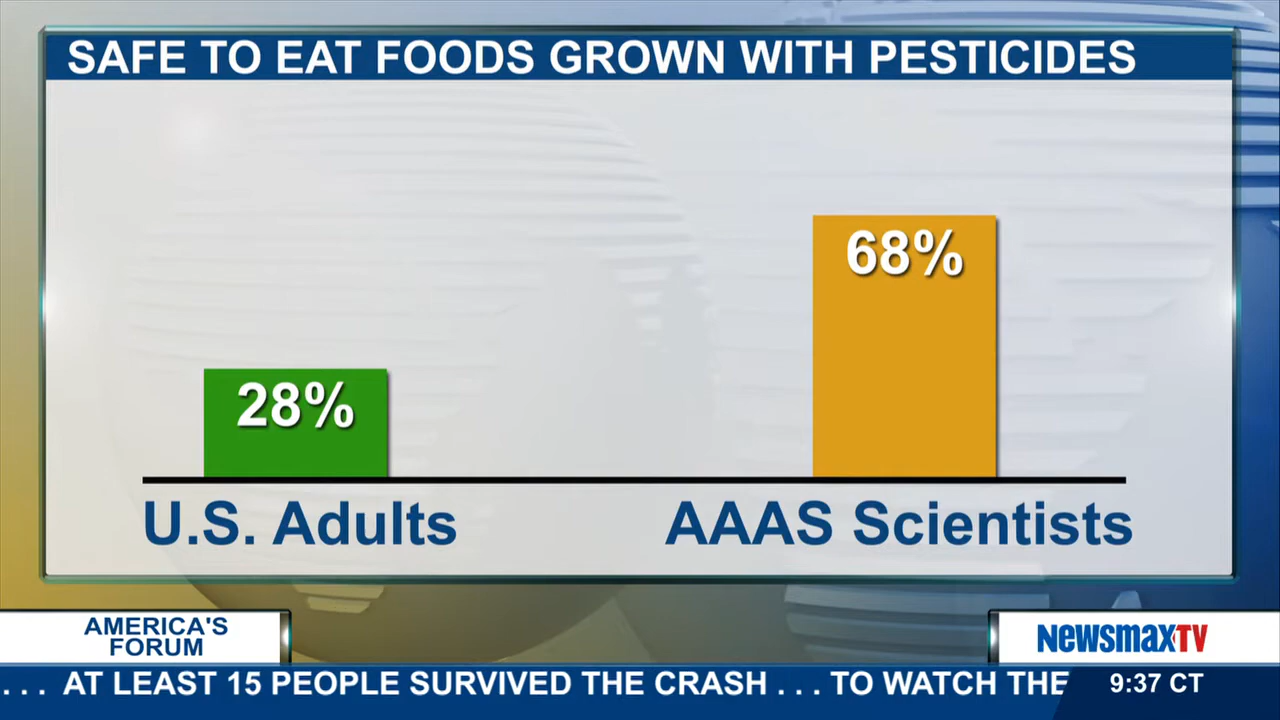 SAFE TO EAT FOODS GROWN WITH PESTICIDES
68%
28%
U.S. Adults
AAAS Scientists
AMERICA'S
FORUM
NEWSMAXTV
... AT LEAST 15 PEOPLE SURVIVED THE CRASH ... TO WATCH THE
9:37 CT